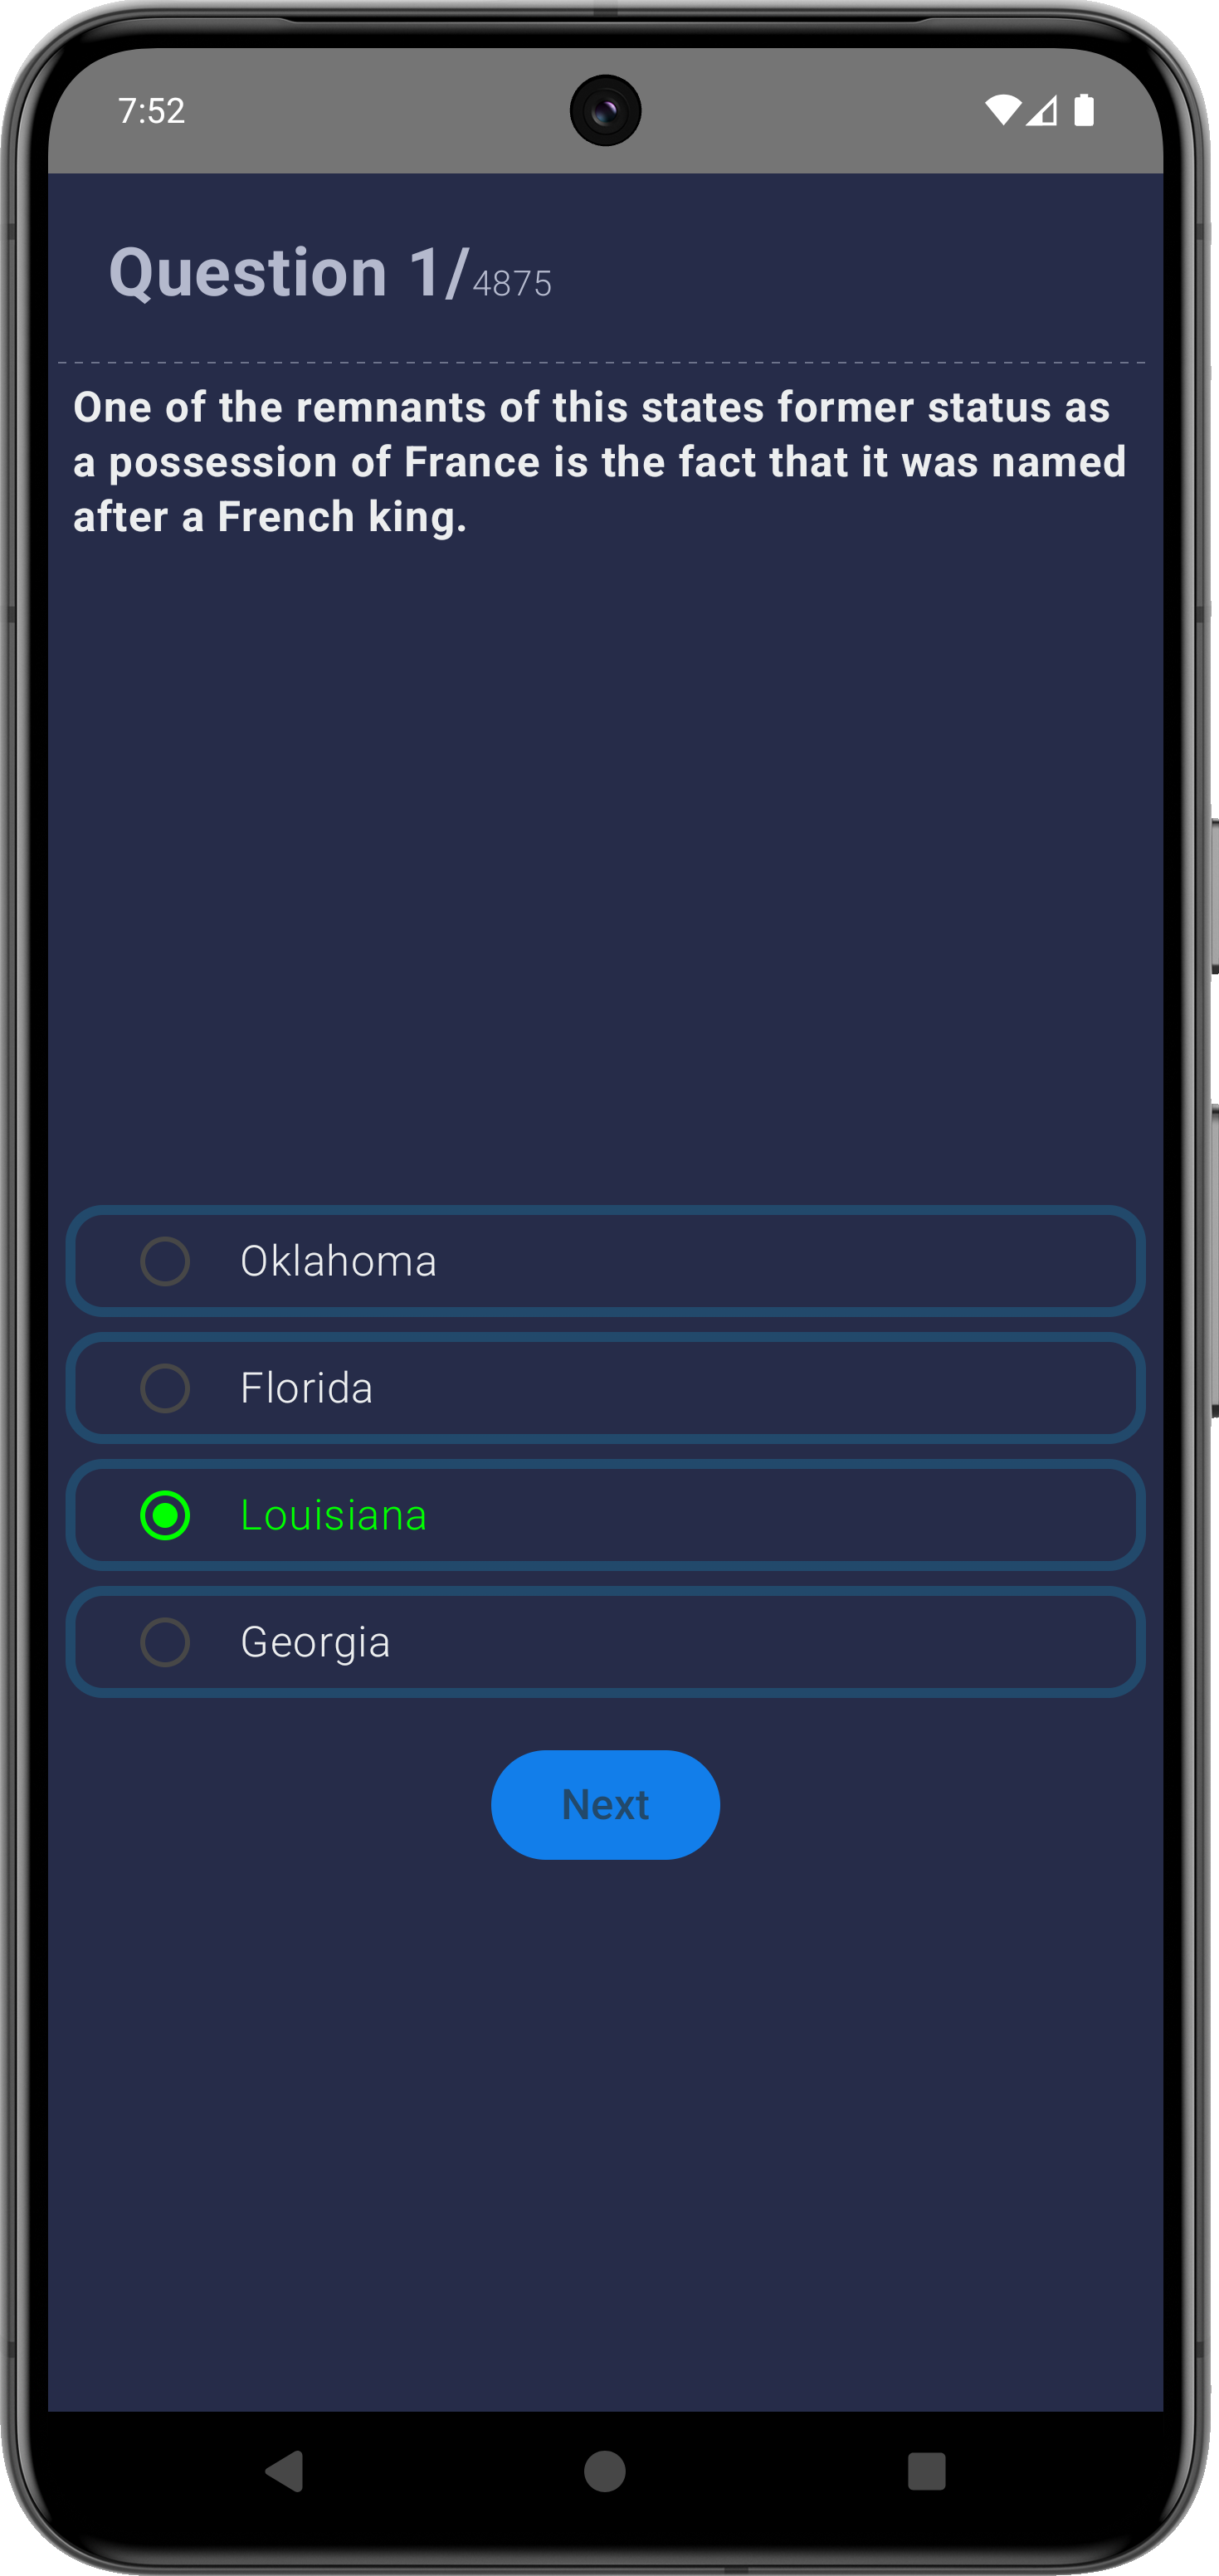 7:52
Question 1/4875
One of the remnants of this states former status as
a possession of France is the fact that it was named
after a French king.
Oklahoma
Florida
Louisiana
Georgia
Next